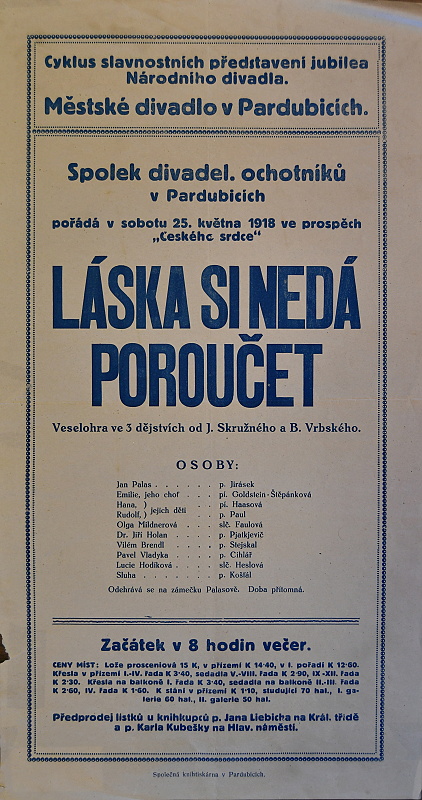 Cyklus slavnostních představení jubilea
Národního divadla.
Městské divadlo v Pardubicích.
Spolek divadel. ochotníků
v Pardubicích
pořádá v sobotu 25. května 1918 ve prospěch
„Českého srdce“
LÁSKA SI NEDÁ
POROUČET
Veselohra ve 3 dějstvích od J. Skružného a B. Vrbského.
OSOBY:
Jan Palas . . . . . . p. Jirásek
Emilie, jeho choť . . . pí. Goldstein-Štěpánková
Hana, ) jejich děti . . pí. Haasová
Rudolf, ) p. Paul
Olga Mildnerová . . . slč. Faulová
Dr. Jiří Holan . . . . p. Pjatkjevič
Vilém Brendl . . . . p. Stejskal
Pavel Vladyka . . . . p. Cihlář
Lucie Hodíková . . . . slč. Heslová
Sluha . . . . . . . p. Košťál
Odehrává se na zámečku Palasově. Doba přítomná.
Začátek v 8 hodin večer.
CENY MÍST: Lože prosceniová 15 K, v přízemí K 14·40, v I. pořadí K 12·60.
Křesla v přízemí I.-IV. řada K 3·40, sedadla V.-VIII. řada K 2·90, IX-XII. řada
K 2·30. Křesla na balkoně I. řada K 3·40, sedadla na balkoně II.-III. řada
K 2·60, IV. řada K 1·60. K stání v přízemí K 1·10, studující 70 hal., I. ga-
lerie 60 hal., II. galerie 50 hal.
Předprodej lístků u knihkupců p. Jana Liebicha na Král. třídě
a p. Karla Kubešky na Hlav. náměstí.
Společná knihtiskárna v Pardubicích.